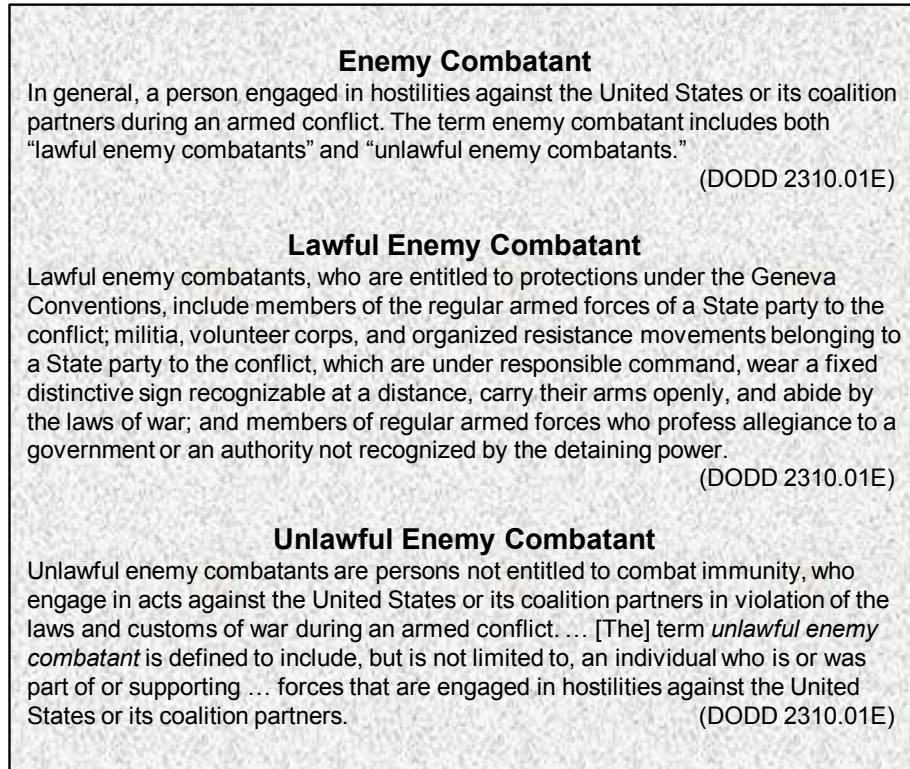 Enemy Combatant
In general, a person engaged in hostilities against the United States or its coalition
partners during an armed conflict. The term enemy combatant includes both
“lawful enemy combatants” and “unlawful enemy combatants.”
(DODD 2310.01E)
Lawful Enemy Combatant
Lawful enemy combatants, who are entitled to protections under the Geneva
Conventions, include members of the regular armed forces of a State party to the
conflict; militia, volunteer corps, and organized resistance movements belonging to
a State party to the conflict, which are under responsible command, wear a fixed
distinctive sign recognizable at a distance, carry their arms openly, and abide by
the laws of war; and members of regular armed forces who profess allegiance to a
government or an authority not recognized by the detaining power.
(DODD 2310.01E)
Unlawful Enemy Combatant
Unlawful enemy combatants are persons not entitled to combat immunity, who
engage in acts against the United States or its coalition partners in violation of the
laws and customs of war during an armed conflict. … [The] term unlawful enemy
combatant is defined to include, but is not limited to, an individual who is or was
part of or supporting … forces that are engaged in hostilities against the United
States or its coalition partners. (DODD 2310.01E)